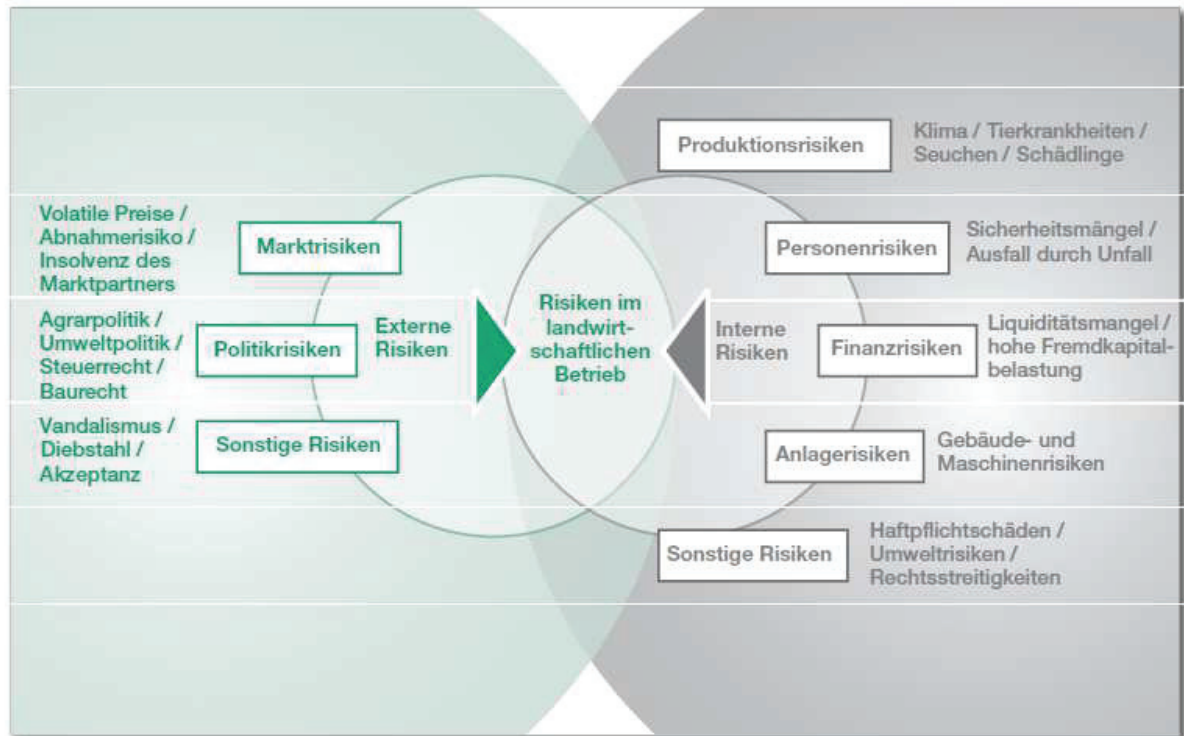 Volatile Preise /
Abnahmerisiko /
Insolvenz des
Marktpartners
Marktrisiken
Agrarpolitik /
Umweltpolitik /
Steuerrecht /
Baurecht
Politikrisiken
Externe
Risiken
Vandalismus /
Diebstahl /
Akzeptanz
Sonstige Risiken
Risiken im
landwirt-
schaftlichen
Betrieb
Interne
Risiken
Produktionsrisiken
Klima / Tierkrankheiten /
Seuchen / Schädlinge
Personenrisiken
Sicherheitsmängel /
Ausfall durch Unfall
Finanzrisiken
Liquiditätsmangel /
hohe Fremdkapital-
belastung
Anlagerisiken
Gebäude- und
Maschinenrisiken
Sonstige Risiken
Haftpflichtschäden /
Umweltrisiken /
Rechtsstreitigkeiten